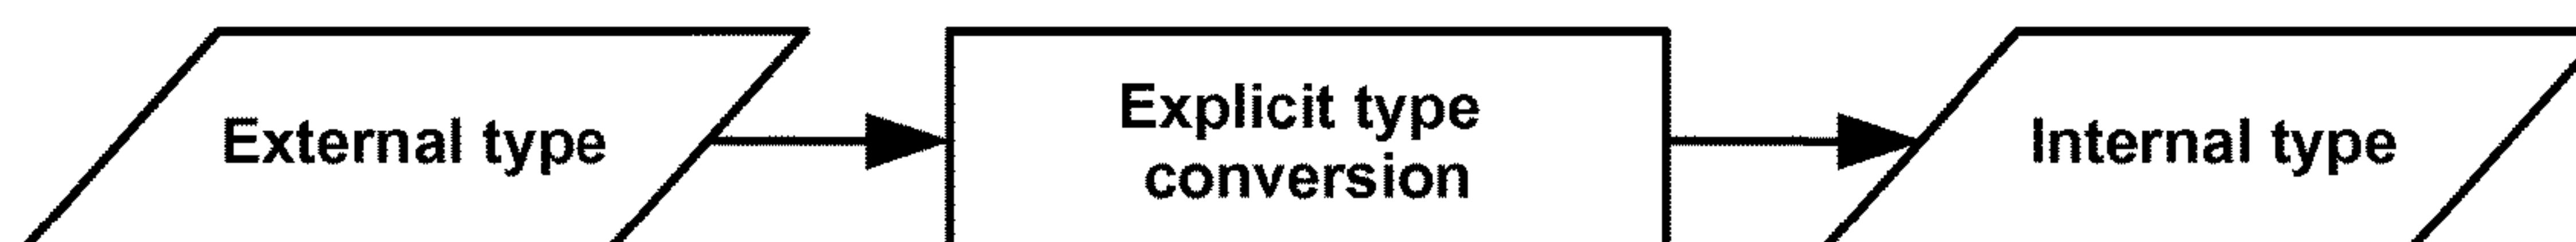 External type
Explicit type
conversion
Internal type